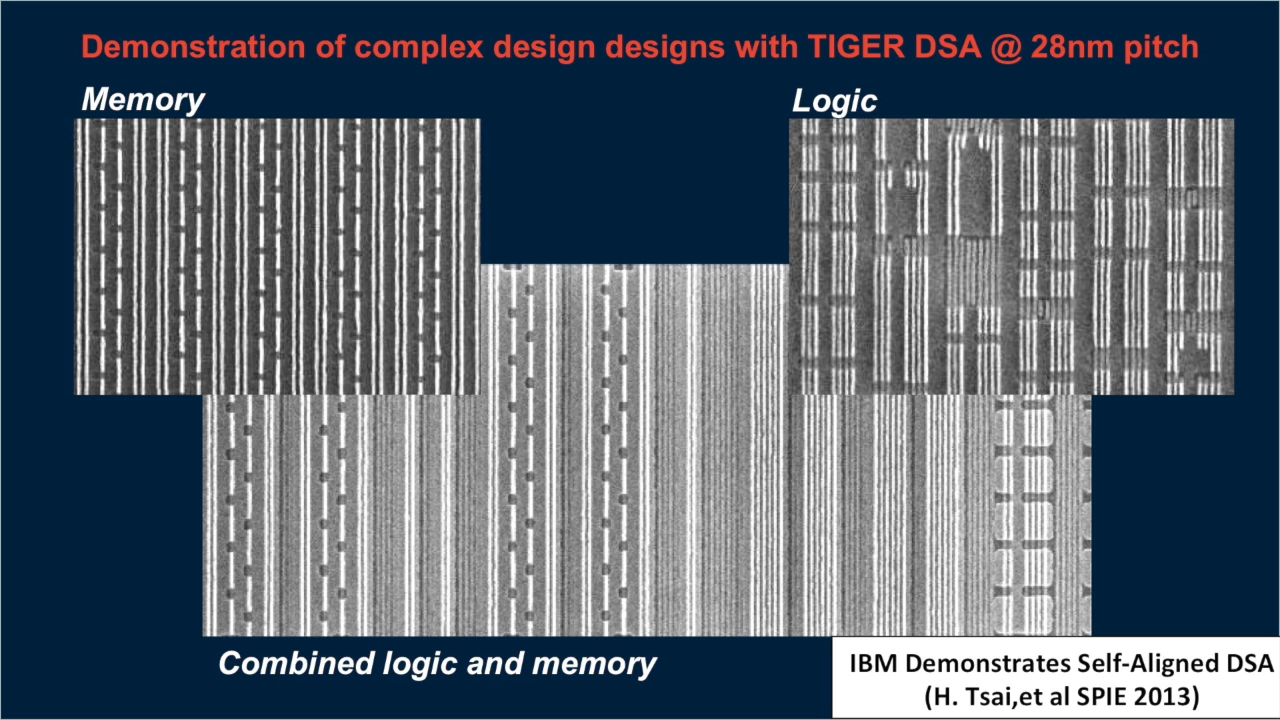 Demonstration of complex design designs with TIGER DSA @ 28nm pitch
Memory
Logic
Combined logic and memory
IBM Demonstrates Self-Aligned DSA
(H. Tsai,et al SPIE 2013)